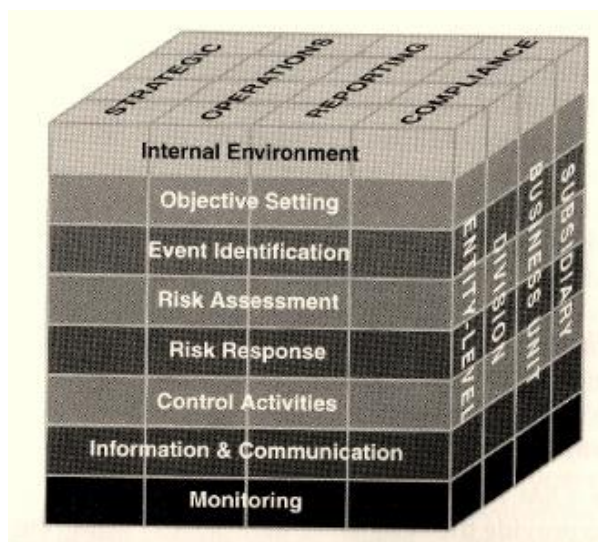 STRATEGIC
OPERATIONS
REPORTING
COMPLIANCE
Internal Environment
Objective Setting
Event Identification
Risk Assessment
Risk Response
Control Activities
Information & Communication
Monitoring
ENTITY-LEVEL
DIVISION
BUSINESS UNIT
SUBSIDIARY